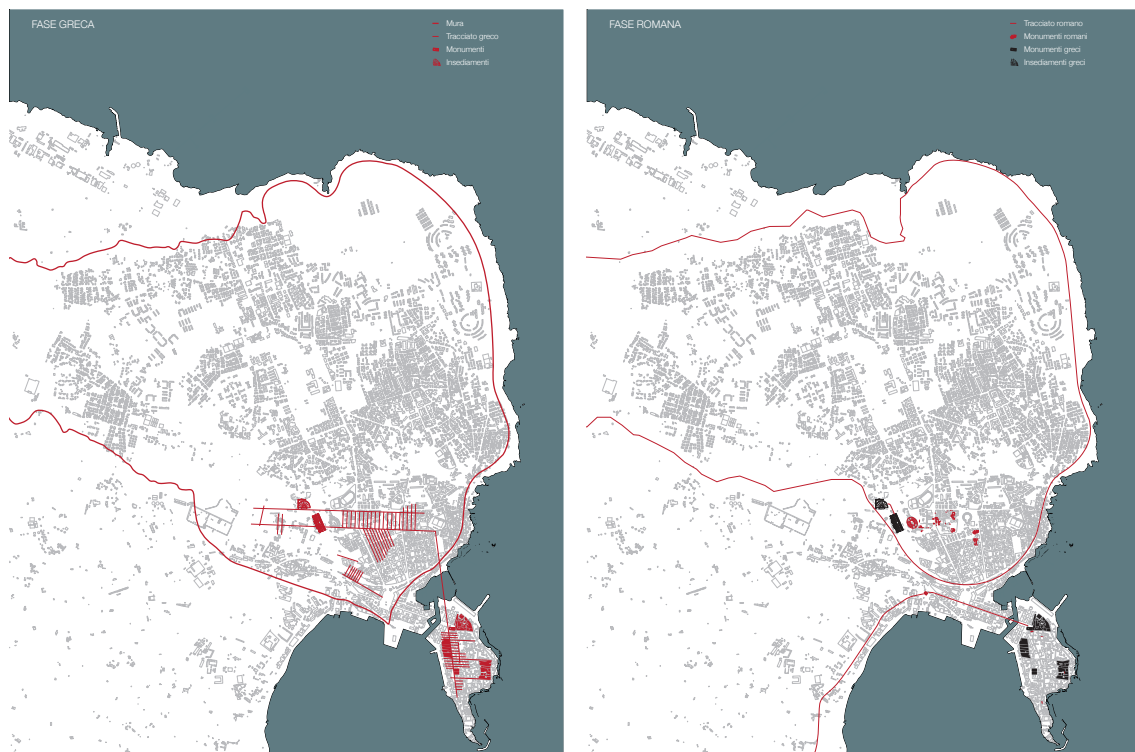 FASE GRECA
Mura
Tracciato greco
Monumenti
Insediamenti
FASE ROMANA
Tracciato romano
Monumenti romani
Monumenti greci
Insediamenti greci